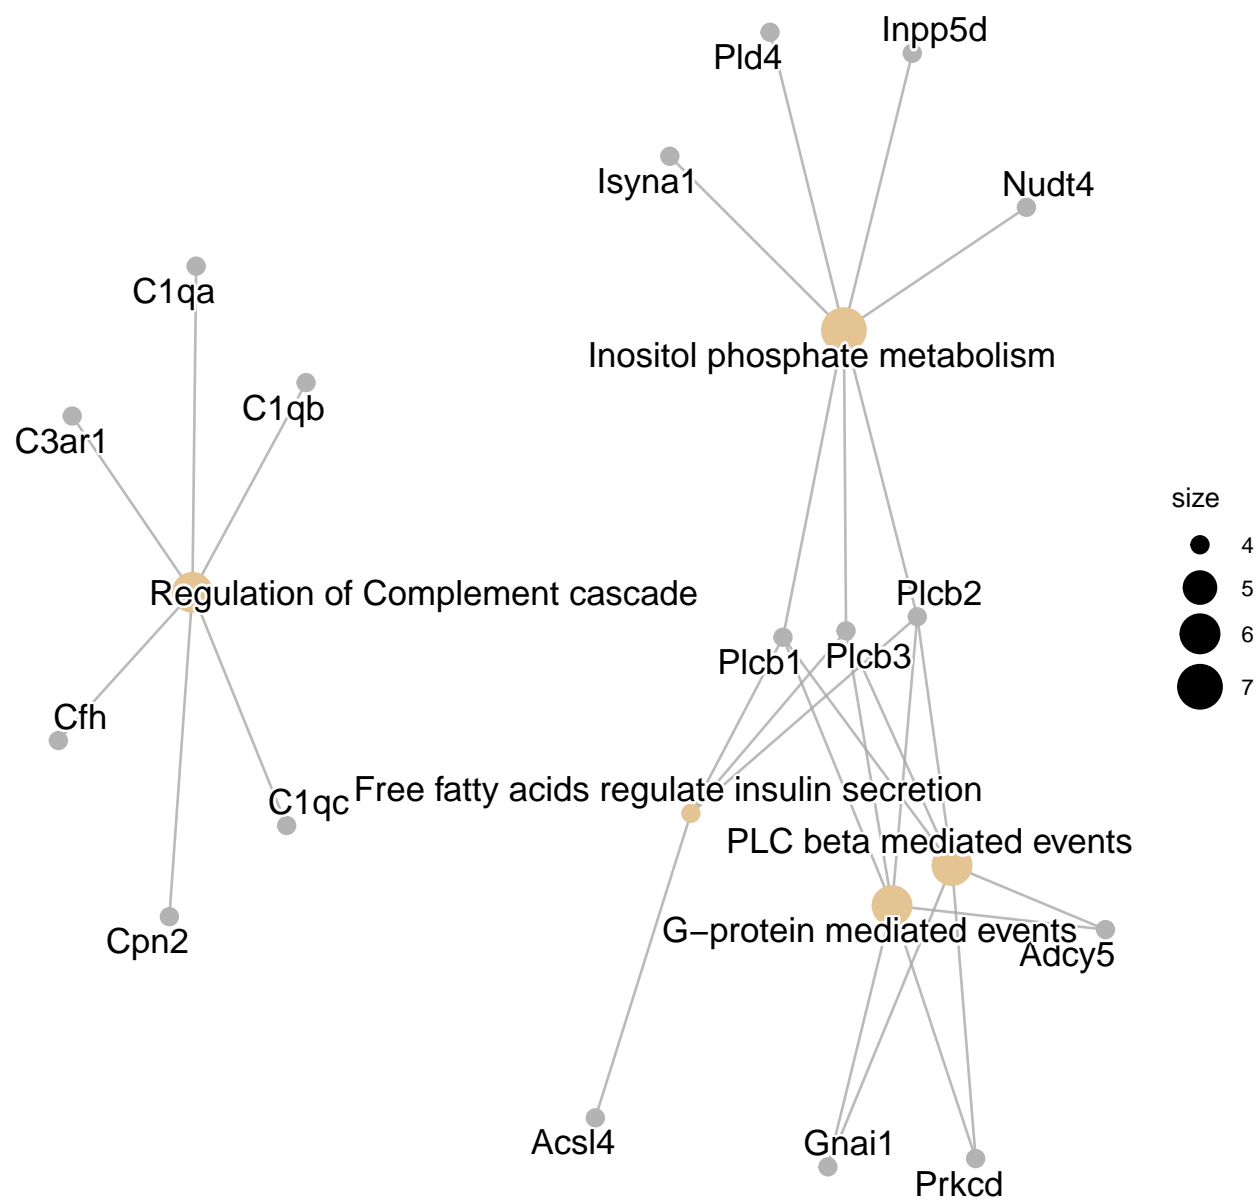 Inpp5d
Pld4
Isyna1
Nudt4
C1qa
Inositol phosphate metabolism
C1qb
C3ar1
size
4
5
6
7
Regulation of Complement cascade
Plcb2
Plcb1
Plcb3
Cfh
Free fatty acids regulate insulin secretion
C1qc
PLC beta mediated events
G−protein mediated events
Cpn2
Adcy5
Acsl4
Gnai1
Prkcd